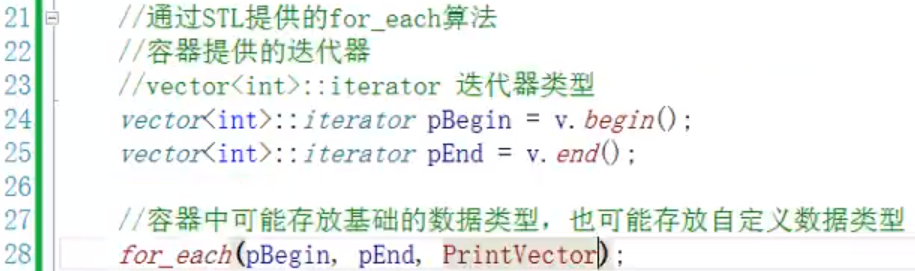 21 //通过STL提供的for_each算法
22 //容器提供的迭代器
23 //vector<int>::iterator 迭代器类型
24 vector<int>::iterator pBegin = v.begin();
25 vector<int>::iterator pEnd = v.end();
26
27 //容器中可能存放基础的数据类型，也可能存放自定义数据类型
28 for_each(pBegin, pEnd, PrintVector);